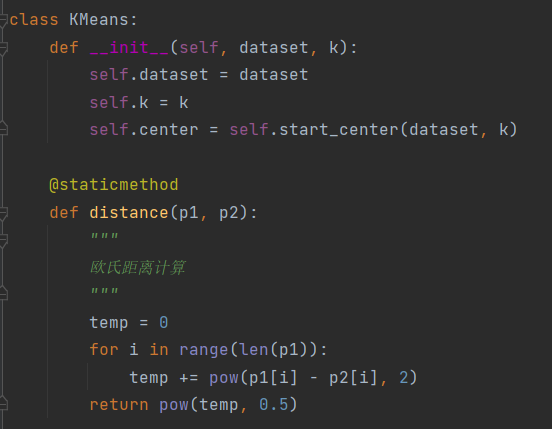 class KMeans:
    def __init__(self, dataset, k):
        self.dataset = dataset
        self.k = k
        self.center = self.start_center(dataset, k)

    @staticmethod
    def distance(p1, p2):
        """
        欧氏距离计算
        """
        temp = 0
        for i in range(len(p1)):
            temp += pow(p1[i] - p2[i], 2)
        return pow(temp, 0.5)